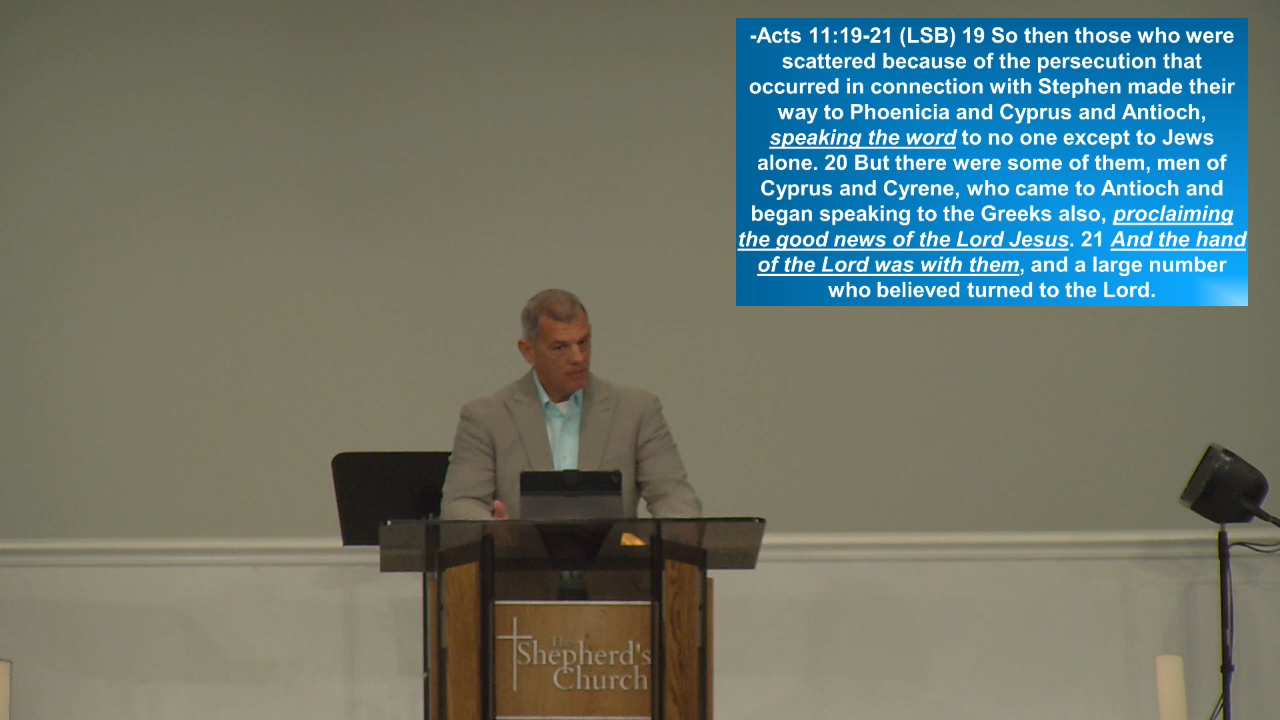 -Acts 11:19-21 (LSB) 19 So then those who were
scattered because of the persecution that
occurred in connection with Stephen made their
way to Phoenicia and Cyprus and Antioch,
speaking the word to no one except to Jews
alone. 20 But there were some of them, men of
Cyprus and Cyrene, who came to Antioch and
began speaking to the Greeks also, proclaiming
the good news of the Lord Jesus. 21 And the hand
of the Lord was with them, and a large number
who believed turned to the Lord.
The
Shepherd's
Church